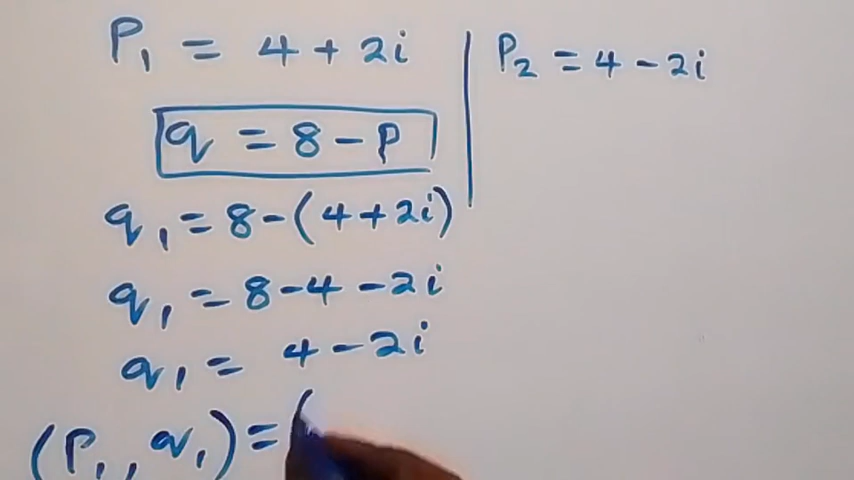 P₁ = 4 + 2i
q = 8 - P
q₁ = 8 - (4 + 2i)
q₁ = 8 - 4 - 2i
q₁ = 4 - 2i
(P₁, q₁) = (
P₂ = 4 - 2i